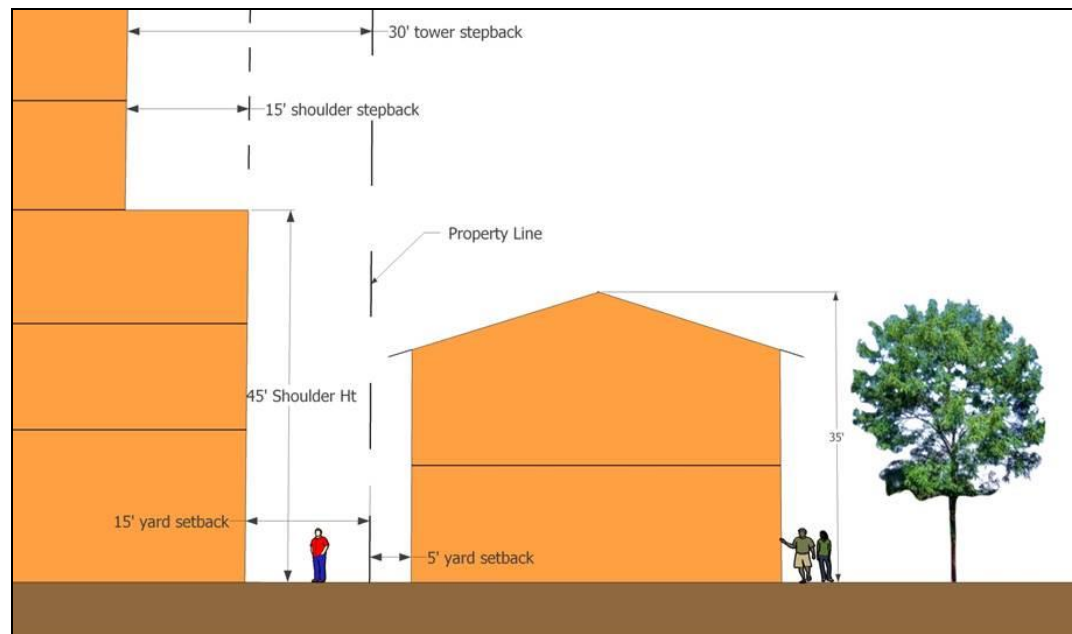 30' tower stepback
15' shoulder stepback
Property Line
45' Shoulder Ht
35'
15' yard setback
5' yard setback